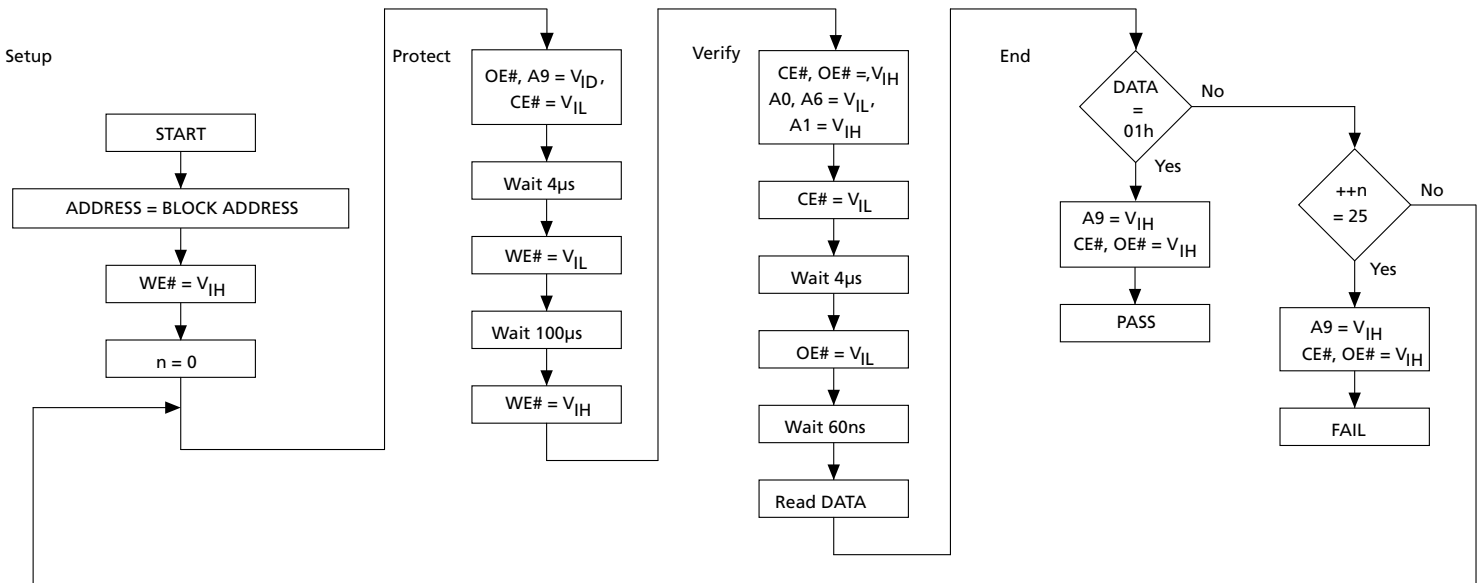 Setup
START
ADDRESS = BLOCK ADDRESS
WE# = VIH
n = 0
Protect
OE#, A9 = VID,
CE# = VIL
Wait 4µs
WE# = VIL
Wait 100µs
WE# = VIH
Verify
CE#, OE# =,VIH
A0, A6 = VIL,
A1 = VIH
CE# = VIL
Wait 4µs
OE# = VIL
Wait 60ns
Read DATA
End
DATA
=
01h
No
Yes
A9 = VIH
CE#, OE# = VIH
PASS
++n
= 25
No
Yes
A9 = VIH
CE#, OE# = VIH
FAIL